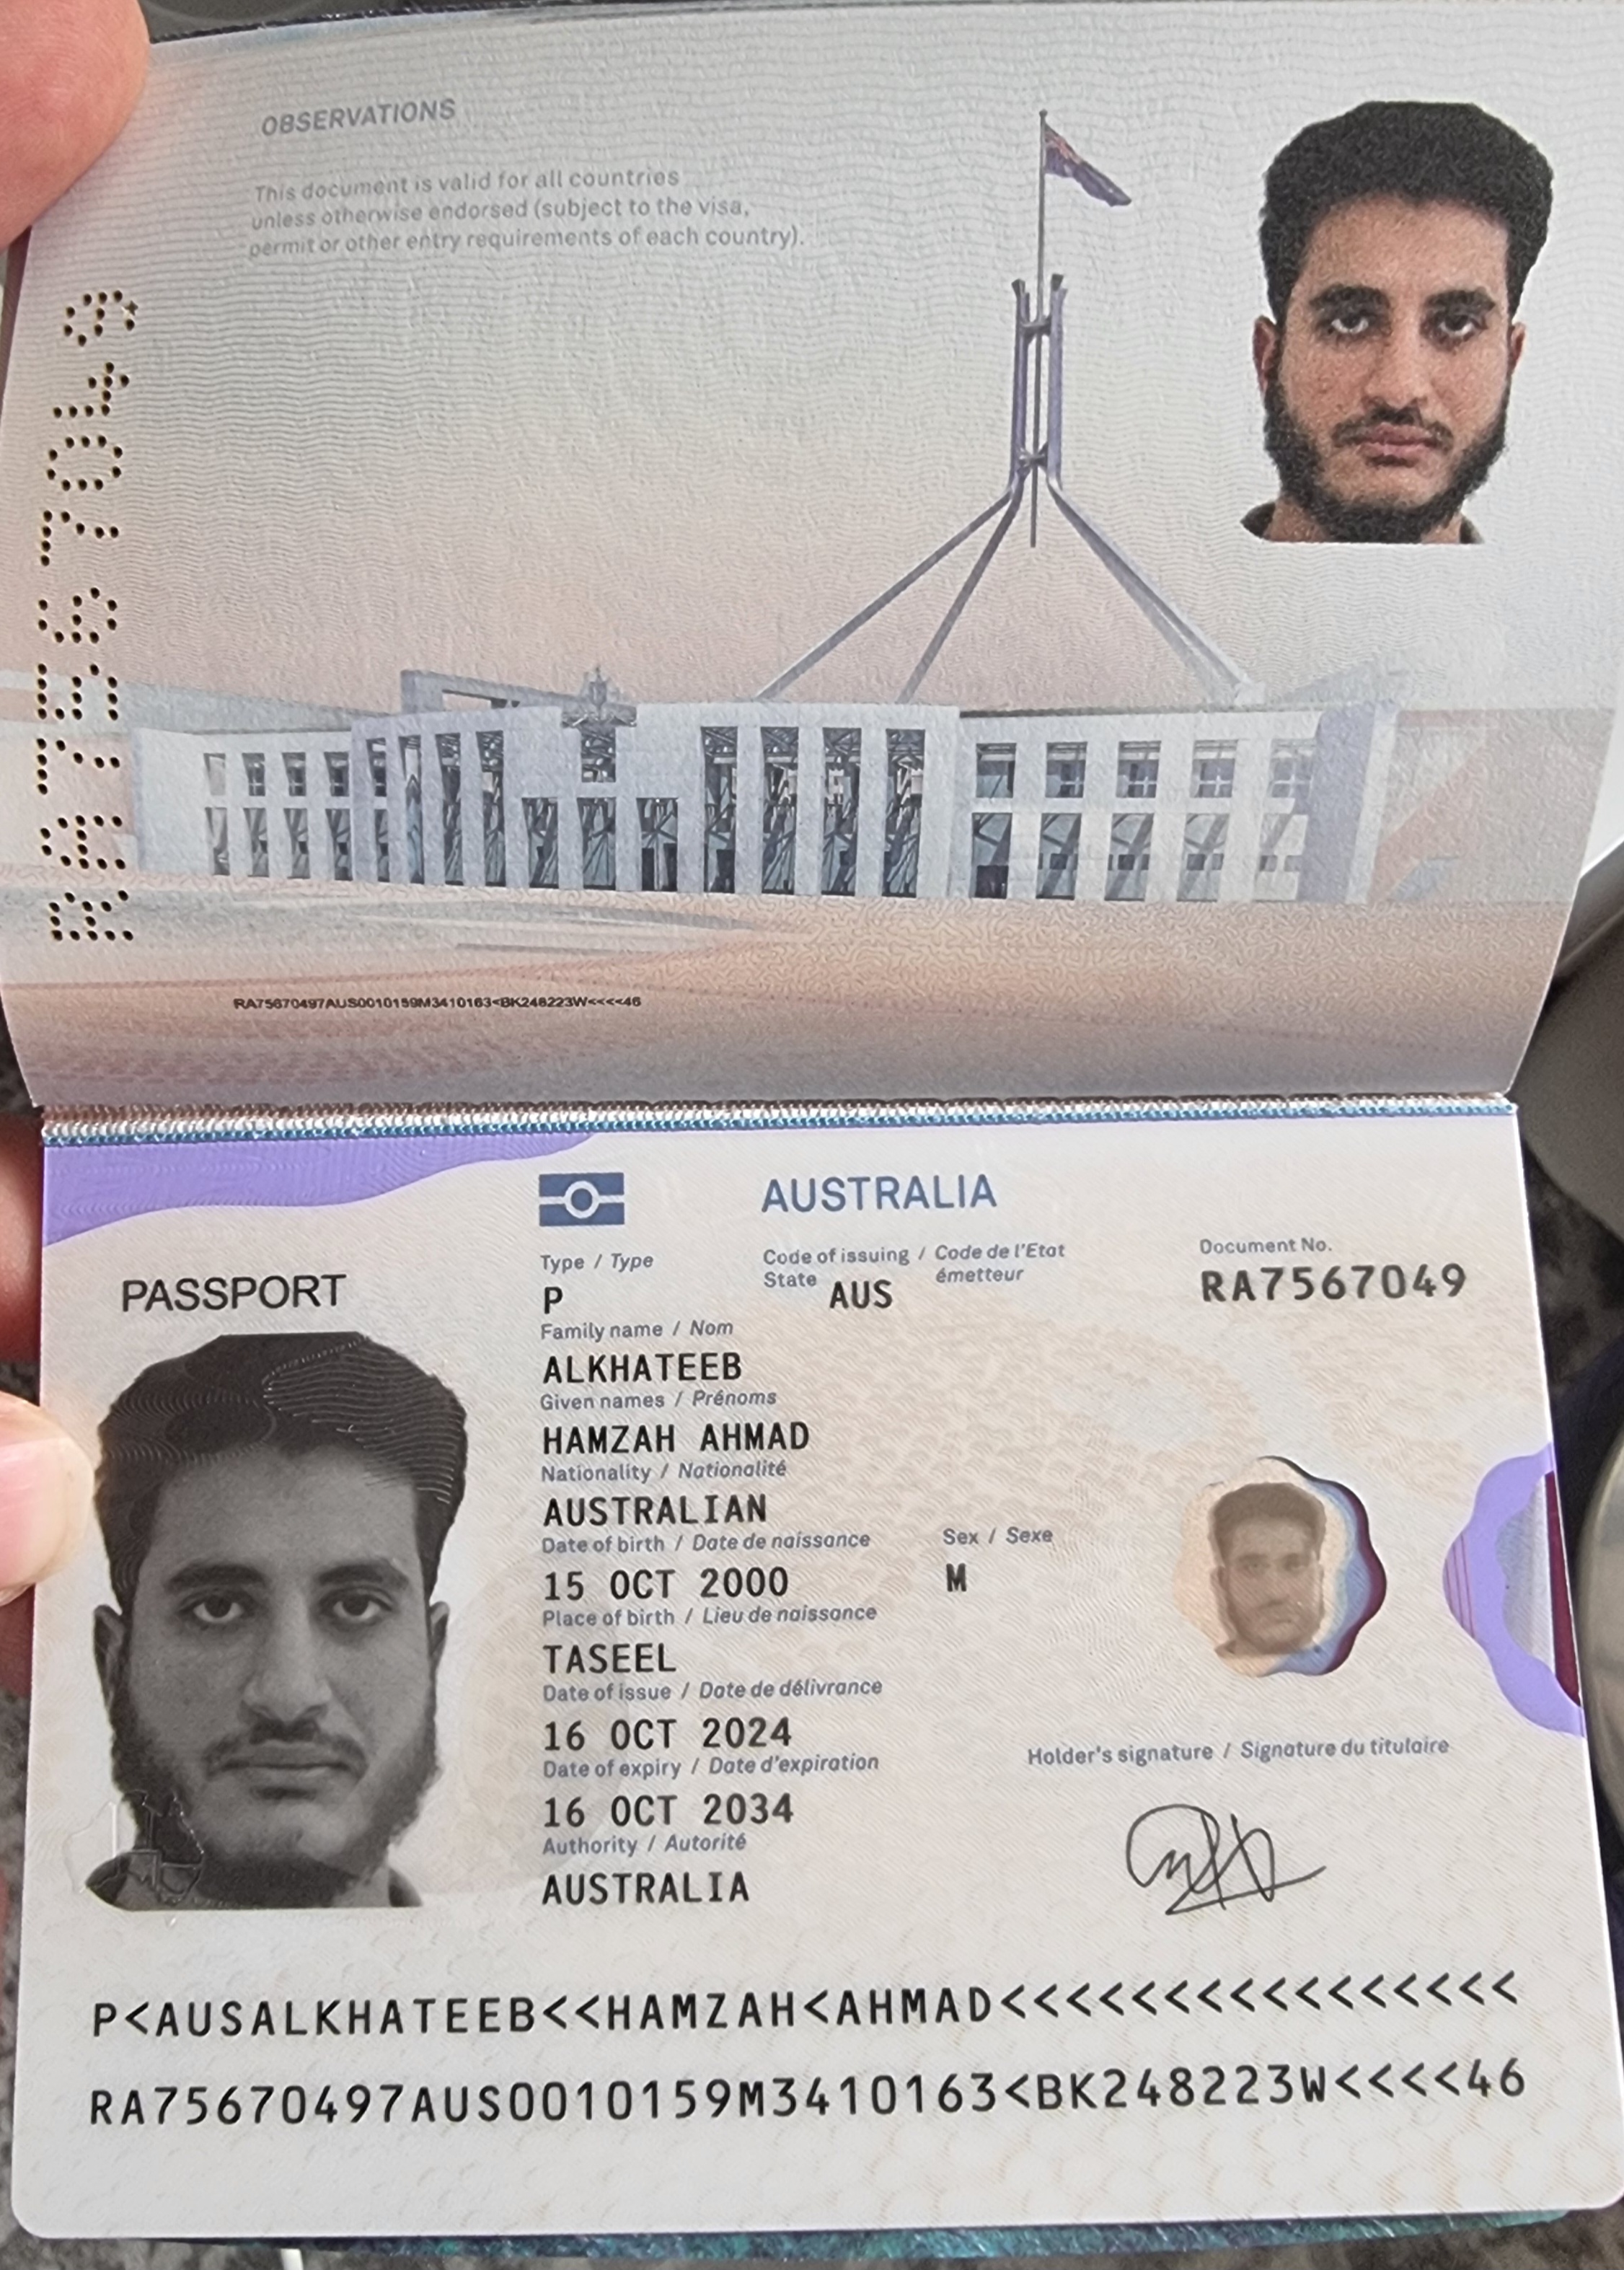 OBSERVATIONS
This document is valid for all countries
unless otherwise endorsed (subject to the visa,
permit or other entry requirements of each country).
RA7567049
RA75670497AUS0010159M3410163<BK248223W<<<<46
AUSTRALIA
PASSPORT
Type / Type
P
Code of issuing / Code de l'Etat
State émetteur
AUS
Document No.
RA7567049
Family name / Nom
ALKHATEEB
Given names / Prénoms
HAMZAH AHMAD
Nationality / Nationalité
AUSTRALIAN
Date of birth / Date de naissance
15 OCT 2000
Sex / Sexe
M
Place of birth / Lieu de naissance
TASEEL
Date of issue / Date de délivrance
16 OCT 2024
Date of expiry / Date d'expiration
16 OCT 2034
Authority / Autorité
AUSTRALIA
Holder's signature / Signature du titulaire
P<AUSALKHATEEB<<HAMZAH<AHMAD<<<<<<<<<<<<<<<<
RA75670497AUS0010159M3410163<BK248223W<<<<46